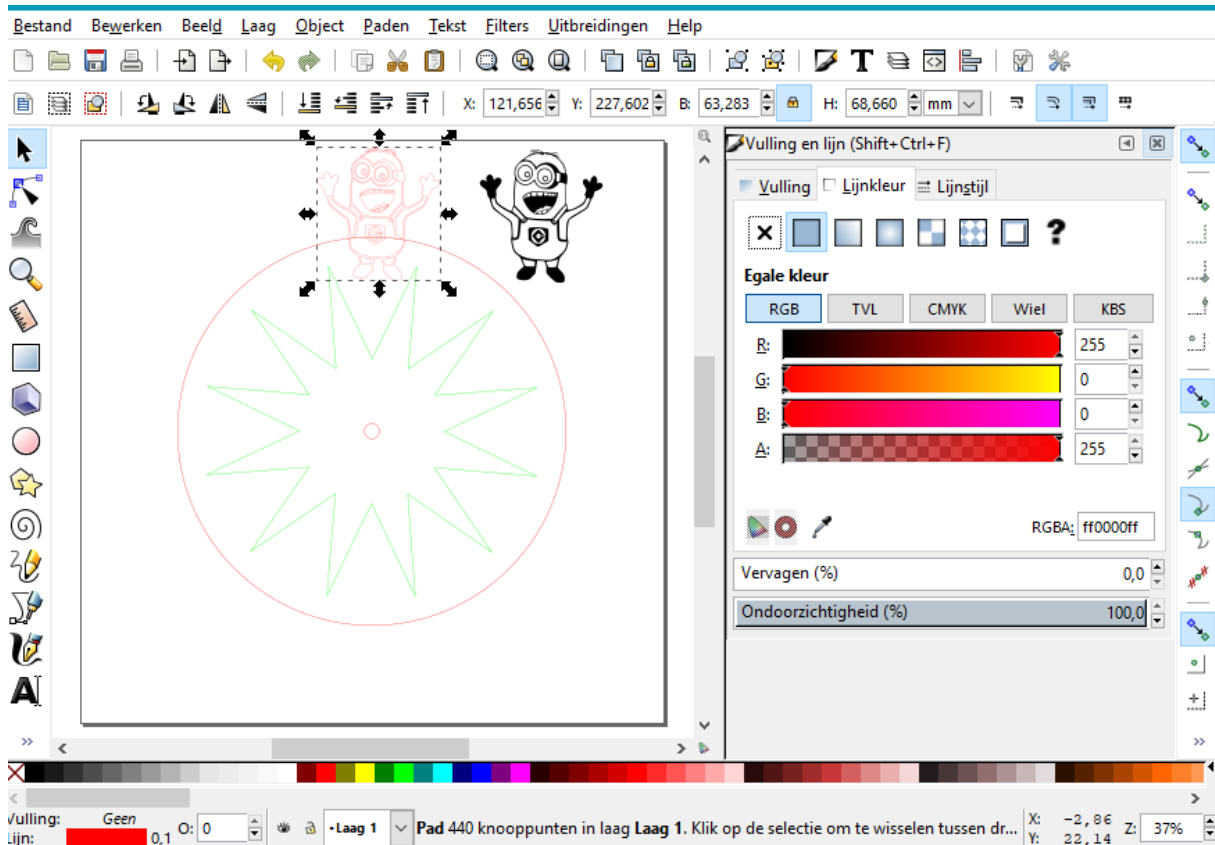 Bestand Bewerken Beeld Laag Object Paden Tekst Filters Uitbreidingen Help
X: 121,656 Y: 227,602 B: 63,283 H: 68,660 mm
Vulling en lijn (Shift+Ctrl+F)
Vulling Lijnkleur Lijnstijl
Egale kleur
RGB TVL CMYK Wiel KBS
R: 255
G: 0
B: 0
A: 255
RGBA: ff0000ff
Vervagen (%) 0,0
Ondoorzichtigheid (%) 100,0
Vulling: Geen
Lijn: 0,1
O: 0
Laag 1
Pad 440 knooppunten in laag Laag 1. Klik op de selectie om te wisselen tussen dr...
X: -2,86
Y: 22,14
Z: 37%